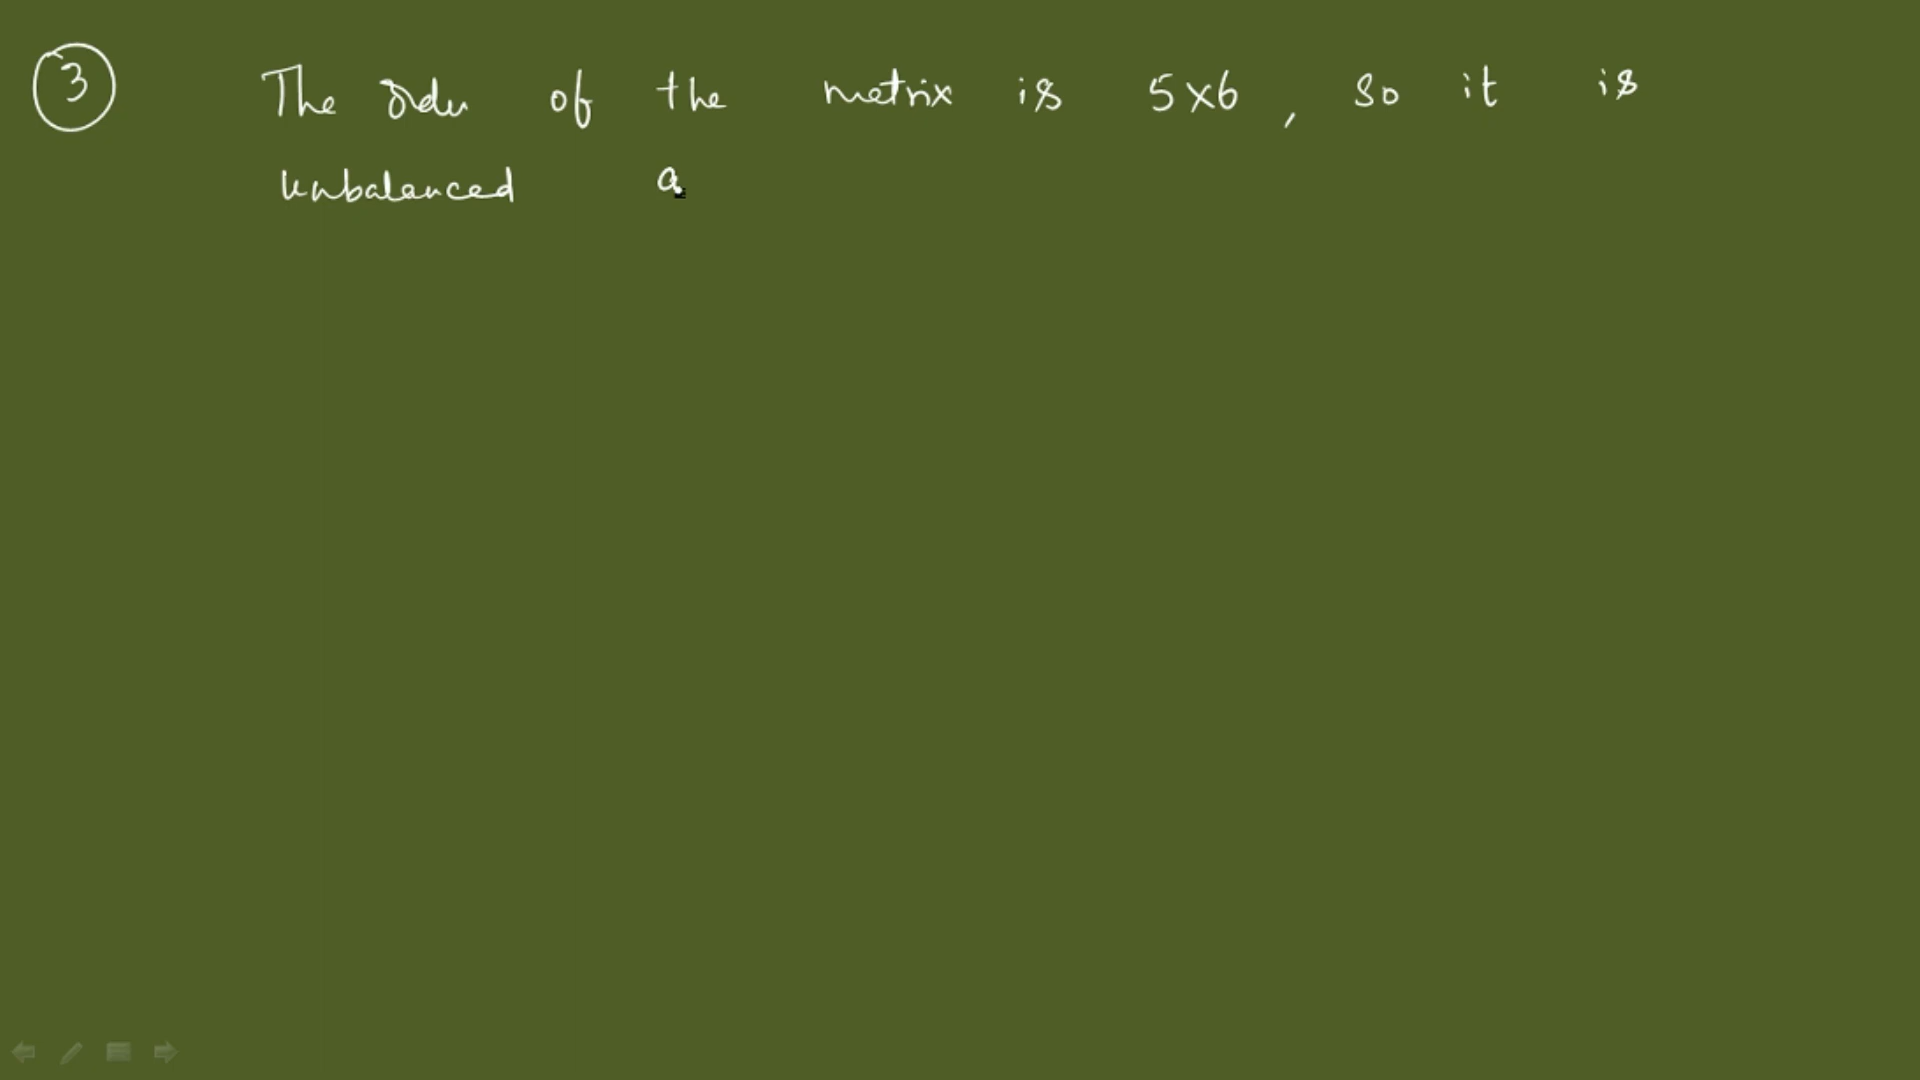 3 The order of the matrix is 5x6, so it is
unbalanced a